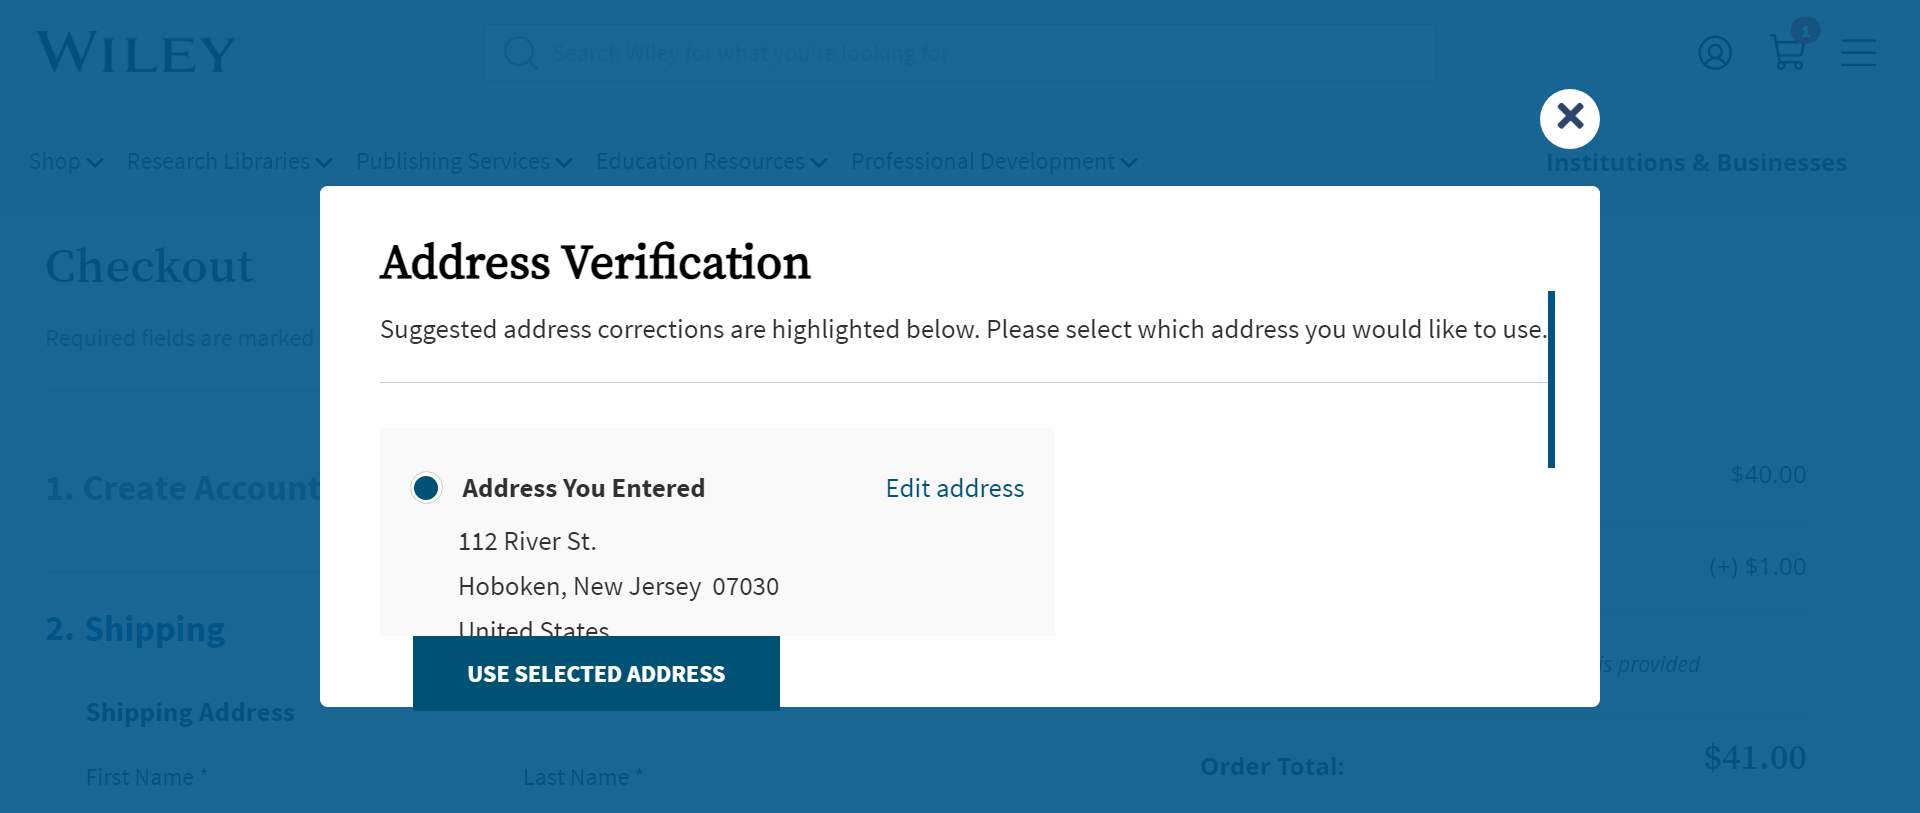 WILEY
Search Wiley for what you're looking for
1
Shop Research Libraries Publishing Services Education Resources Professional Development Institutions & Businesses
Checkout
Required fields are marked
1. Create Account
2. Shipping
Shipping Address
First Name * Last Name *
Address Verification
Suggested address corrections are highlighted below. Please select which address you would like to use.
Address You Entered Edit address
112 River St.
Hoboken, New Jersey 07030
United States
USE SELECTED ADDRESS
$40.00
(+) $1.00
is provided
Order Total: $41.00